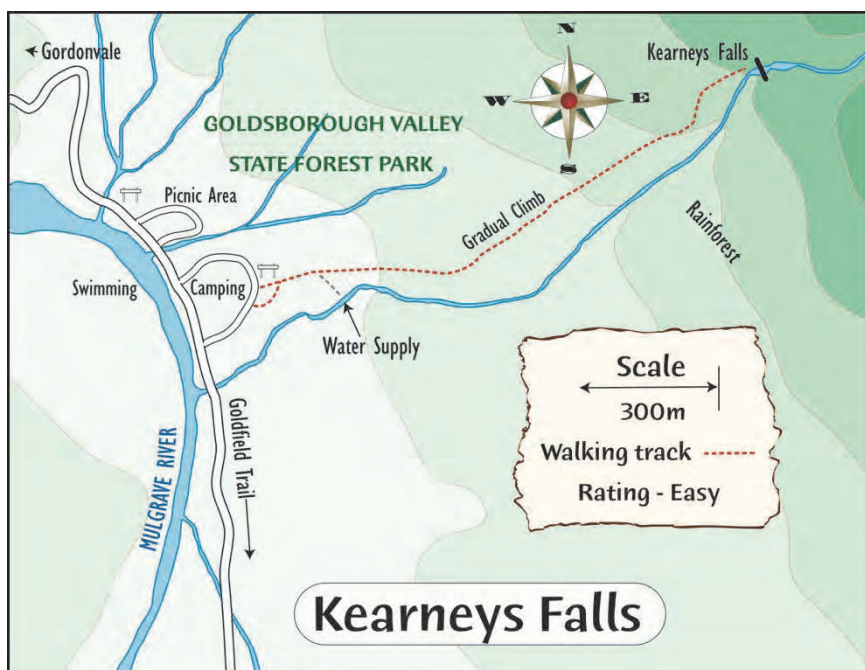 Gordonvale
N
Kearneys Falls
W
E
S
GOLDSBOROUGH VALLEY
STATE FOREST PARK
Picnic Area
Gradual Climb
Rainforest
Swimming
Camping
Water Supply
Goldfield Trail
MULGRAVE RIVER
Scale
300m
Walking track
Rating - Easy
Kearneys Falls